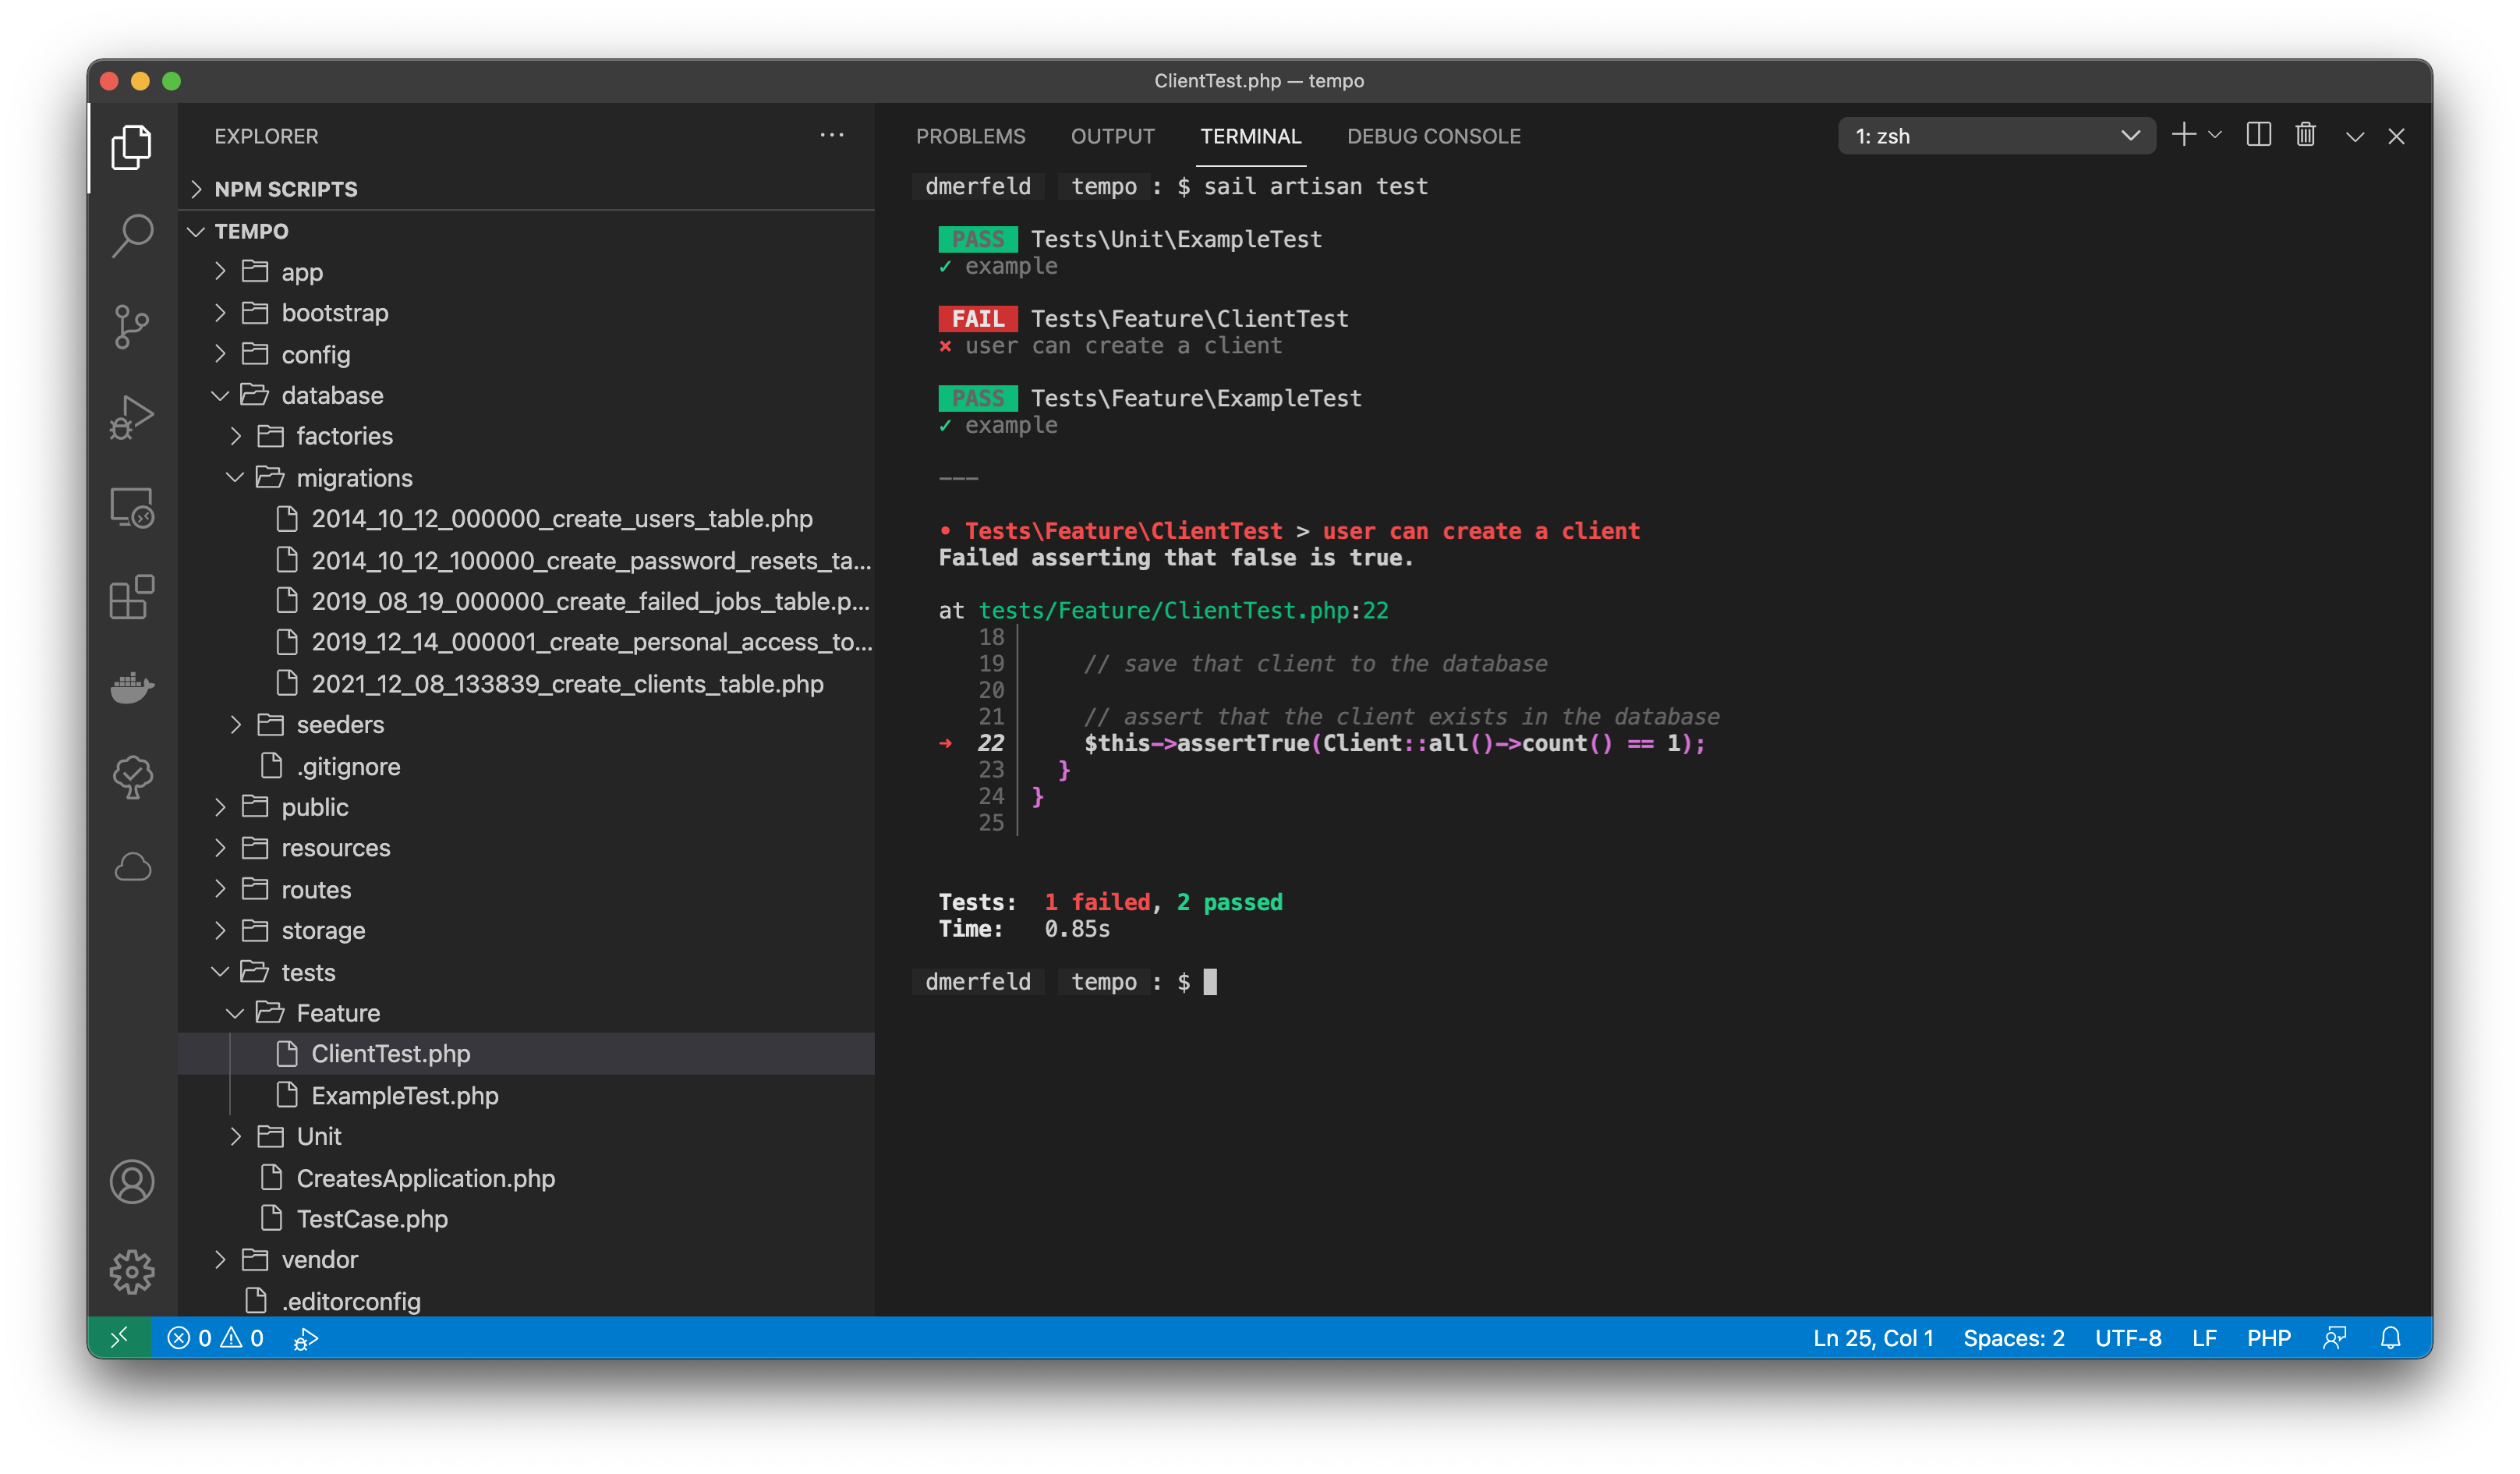 ClientTest.php — tempo
EXPLORER
NPM SCRIPTS
TEMPO
app
bootstrap
config
database
factories
migrations
2014_10_12_000000_create_users_table.php
2014_10_12_100000_create_password_resets_ta...
2019_08_19_000000_create_failed_jobs_table.p...
2019_12_14_000001_create_personal_access_to...
2021_12_08_133839_create_clients_table.php
seeders
.gitignore
public
resources
routes
storage
tests
Feature
ClientTest.php
ExampleTest.php
Unit
CreatesApplication.php
TestCase.php
vendor
.editorconfig
PROBLEMS OUTPUT TERMINAL DEBUG CONSOLE 1: zsh
dmerfeld tempo : $ sail artisan test
PASS Tests\Unit\ExampleTest
✓ example
FAIL Tests\Feature\ClientTest
⨯ user can create a client
PASS Tests\Feature\ExampleTest
✓ example
---
• Tests\Feature\ClientTest > user can create a client
Failed asserting that false is true.
at tests/Feature/ClientTest.php:22
18
19 // save that client to the database
20
21 // assert that the client exists in the database
➜ 22 $this->assertTrue(Client::all()->count() == 1);
23 }
24 }
25
Tests: 1 failed, 2 passed
Time: 0.85s
dmerfeld tempo : $
0 0
Ln 25, Col 1 Spaces: 2 UTF-8 LF PHP